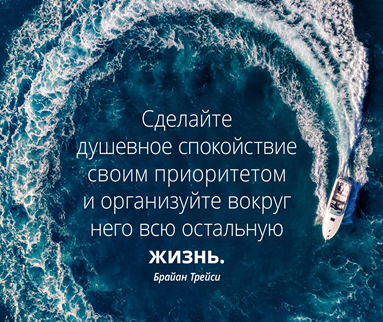 Сделайте
душевное спокойствие
своим приоритетом
и организуйте вокруг
него всю остальную
жизнь.
Брайан Трейси